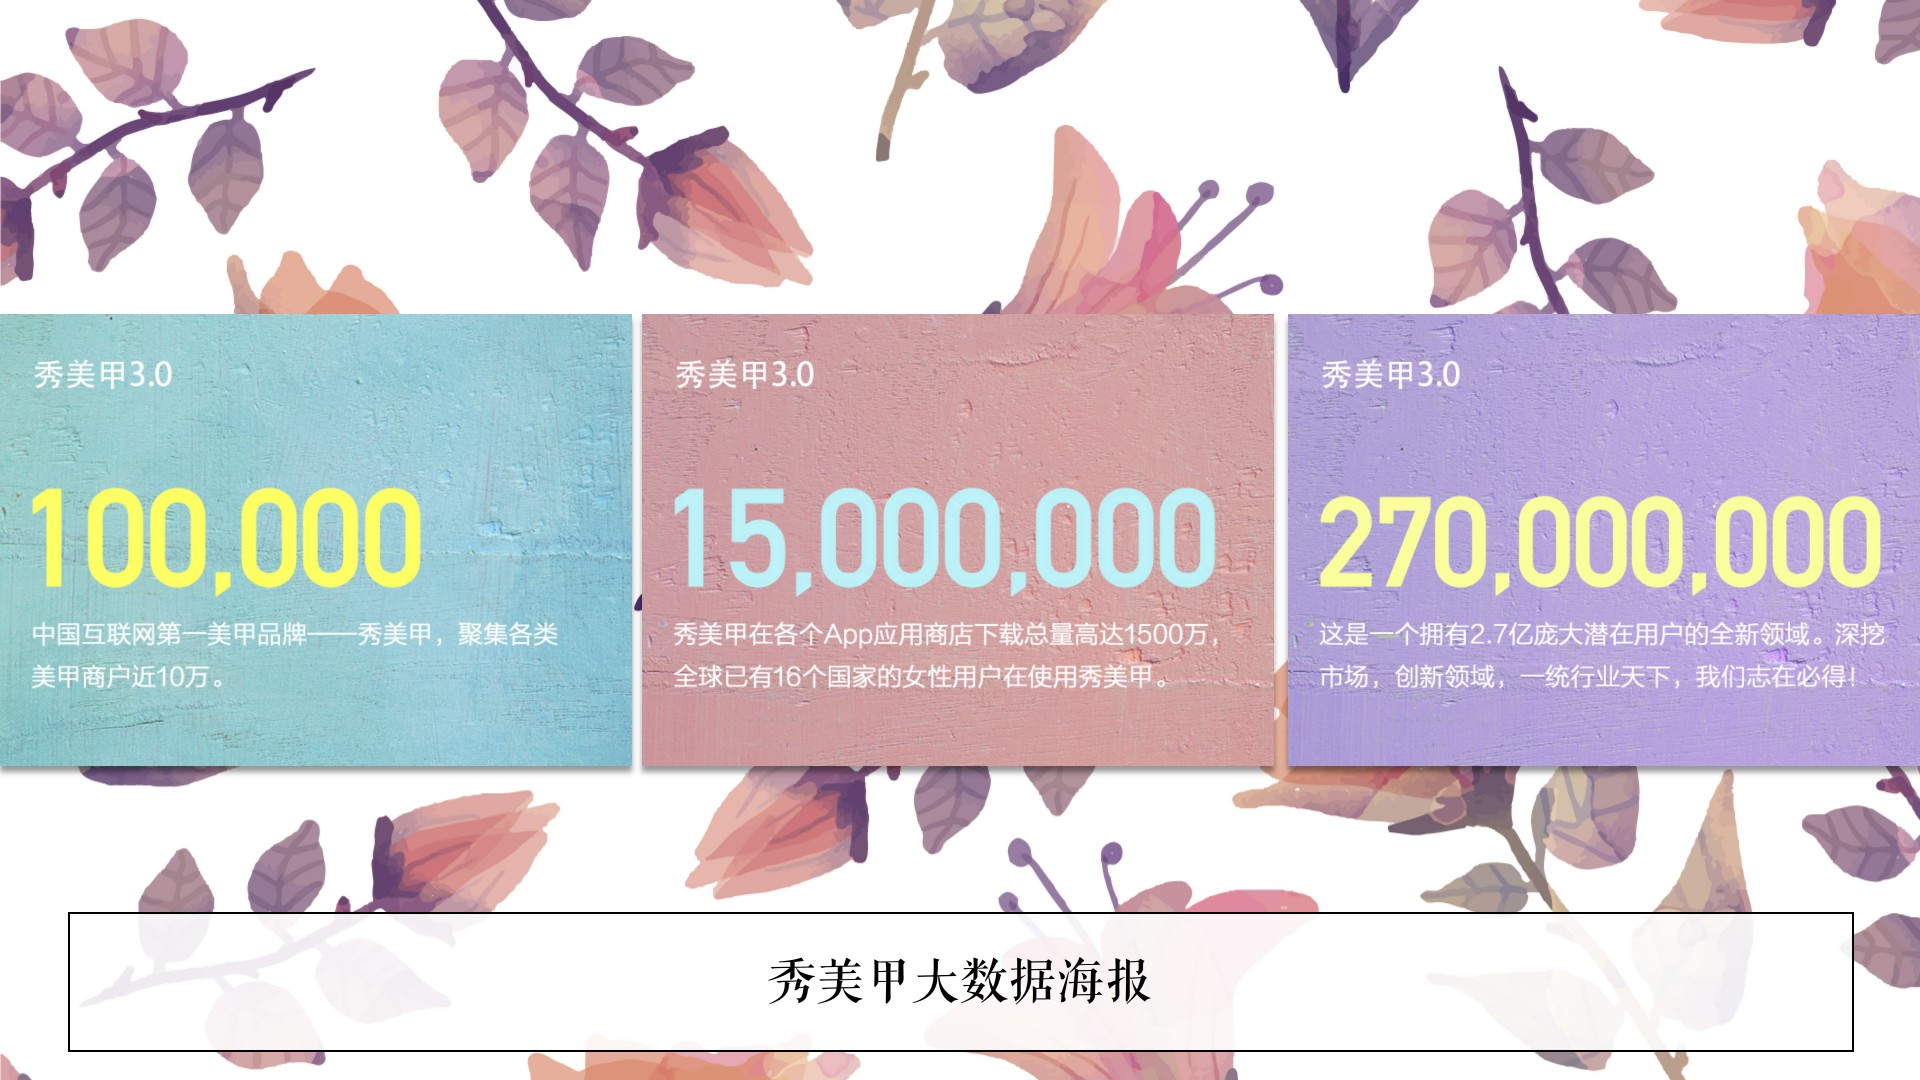 秀美甲3.0
100,000
中国互联网第一美甲品牌——秀美甲，聚集各类
美甲商户近10万。
秀美甲3.0
15,000,000
秀美甲在各个App应用商店下载总量高达1500万，
全球已有16个国家的女性用户在使用秀美甲。
秀美甲3.0
270,000,000
这是一个拥有2.7亿庞大潜在用户的全新领域。深挖
市场，创新领域，一统行业天下，我们志在必得！
秀美甲大数据海报